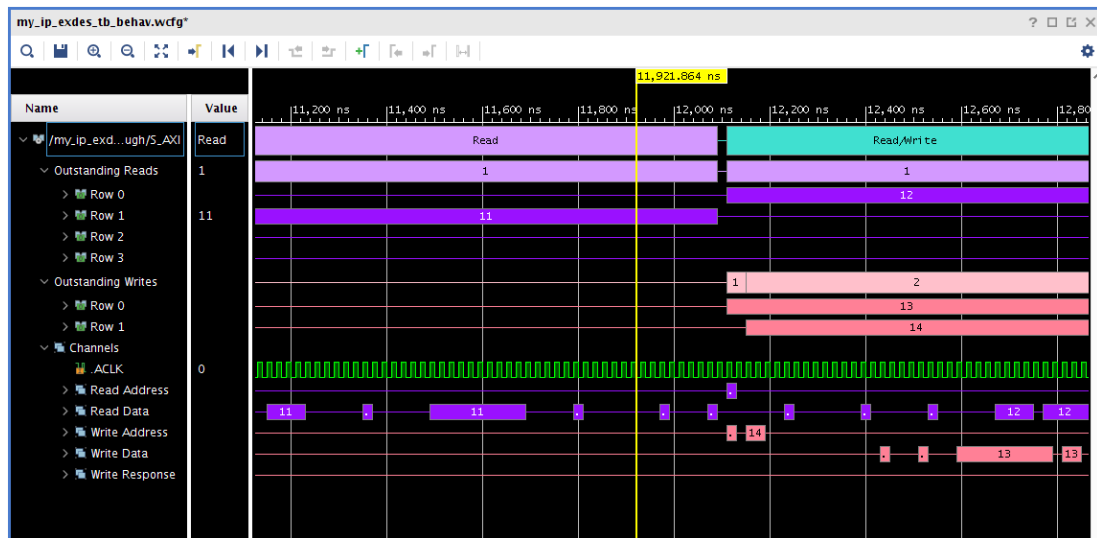 my_ip_exdes_tb_behav.wcfg*
11,921.864 ns
Name Value 11,200 ns 11,400 ns 11,600 ns 11,800 ns 12,000 ns 12,200 ns 12,400 ns 12,600 ns 12,80
/my_ip_exd...ugh/S_AXI Read Read Read/Write
Outstanding Reads 1 1 1
Row 0 12
Row 1 11 11
Row 2
Row 3
Outstanding Writes 1 2
Row 0 13
Row 1 14
Channels
ACLK 0
Read Address .
Read Data 11 . 11 . . . . . . 12 12
Write Address . 14
Write Data . . 13 13
Write Response